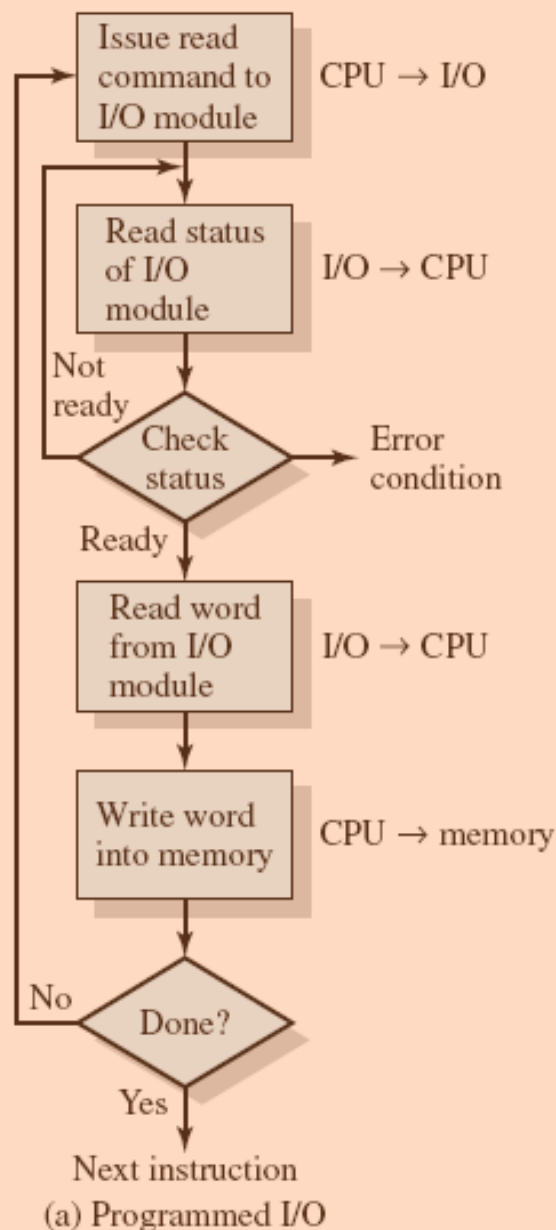 Issue read
command to
I/O module
CPU → I/O
Read status
of I/O
module
I/O → CPU
Not
ready
Check
status
Error
condition
Ready
Read word
from I/O
module
I/O → CPU
Write word
into memory
CPU → memory
No
Done?
Yes
Next instruction
(a) Programmed I/O